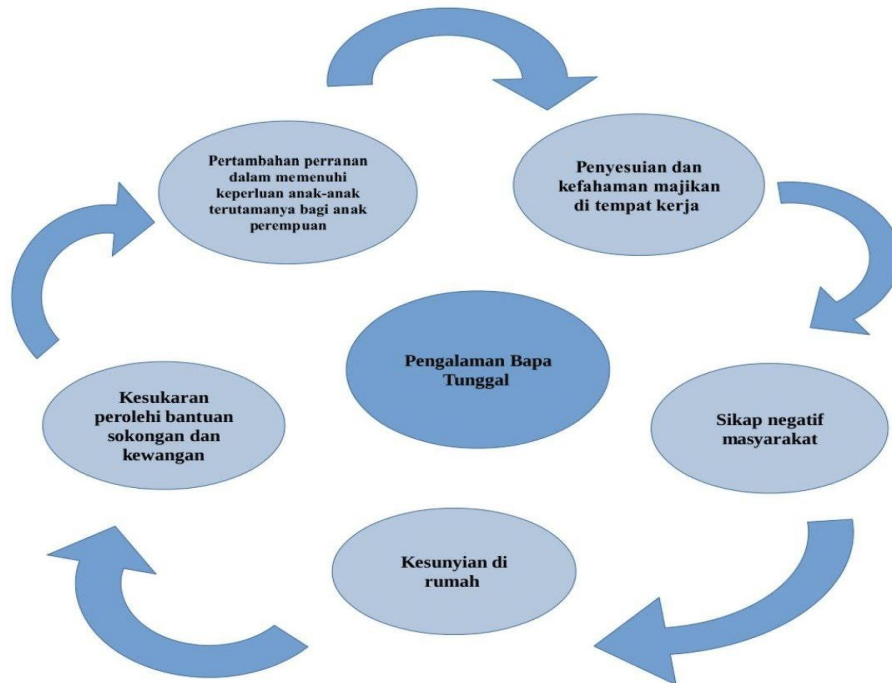 Pertambahan perranan
dalam memenuhi
keperluan anak-anak
terutamanya bagi anak
perempuan
Penyesuian dan
kefahaman majikan
di tempat kerja
Pengalaman Bapa
Tunggal
Kesukaran
perolehi bantuan
sokongan dan
kewangan
Sikap negatif
masyarakat
Kesunyian di
rumah